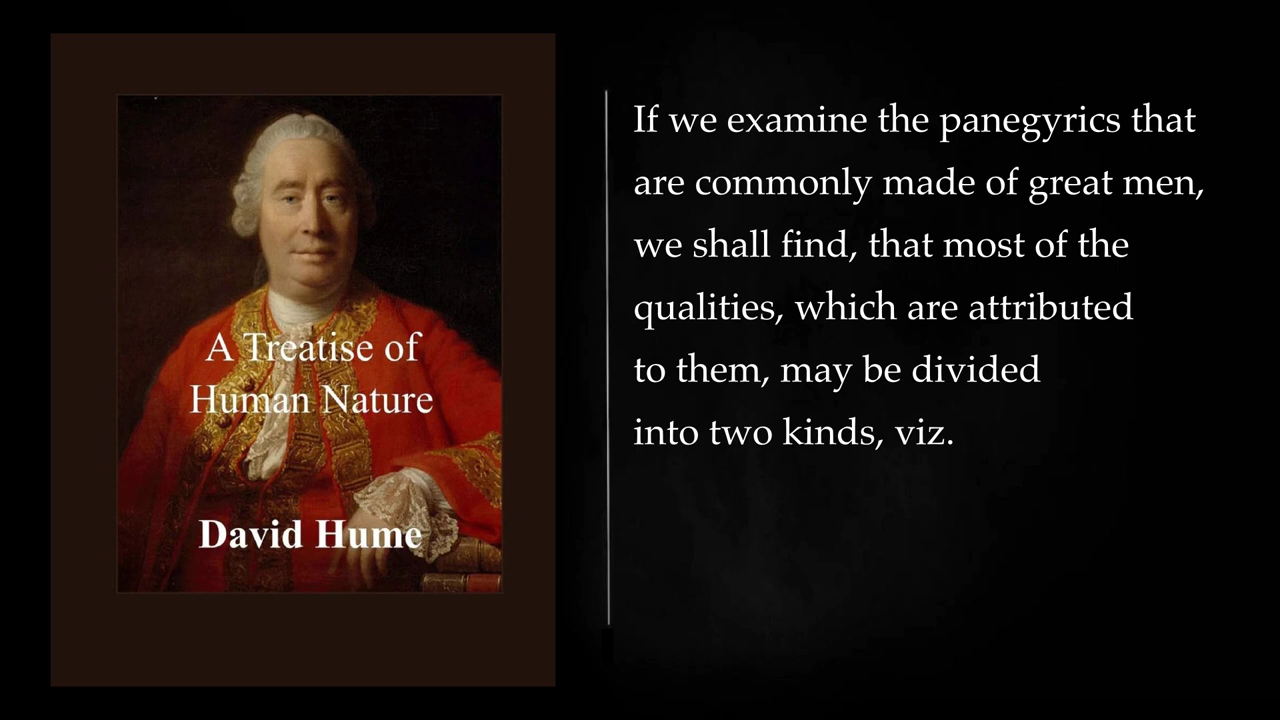 A Treatise of
Human Nature
David Hume
If we examine the panegyrics that
are commonly made of great men,
we shall find, that most of the
qualities, which are attributed
to them, may be divided
into two kinds, viz.